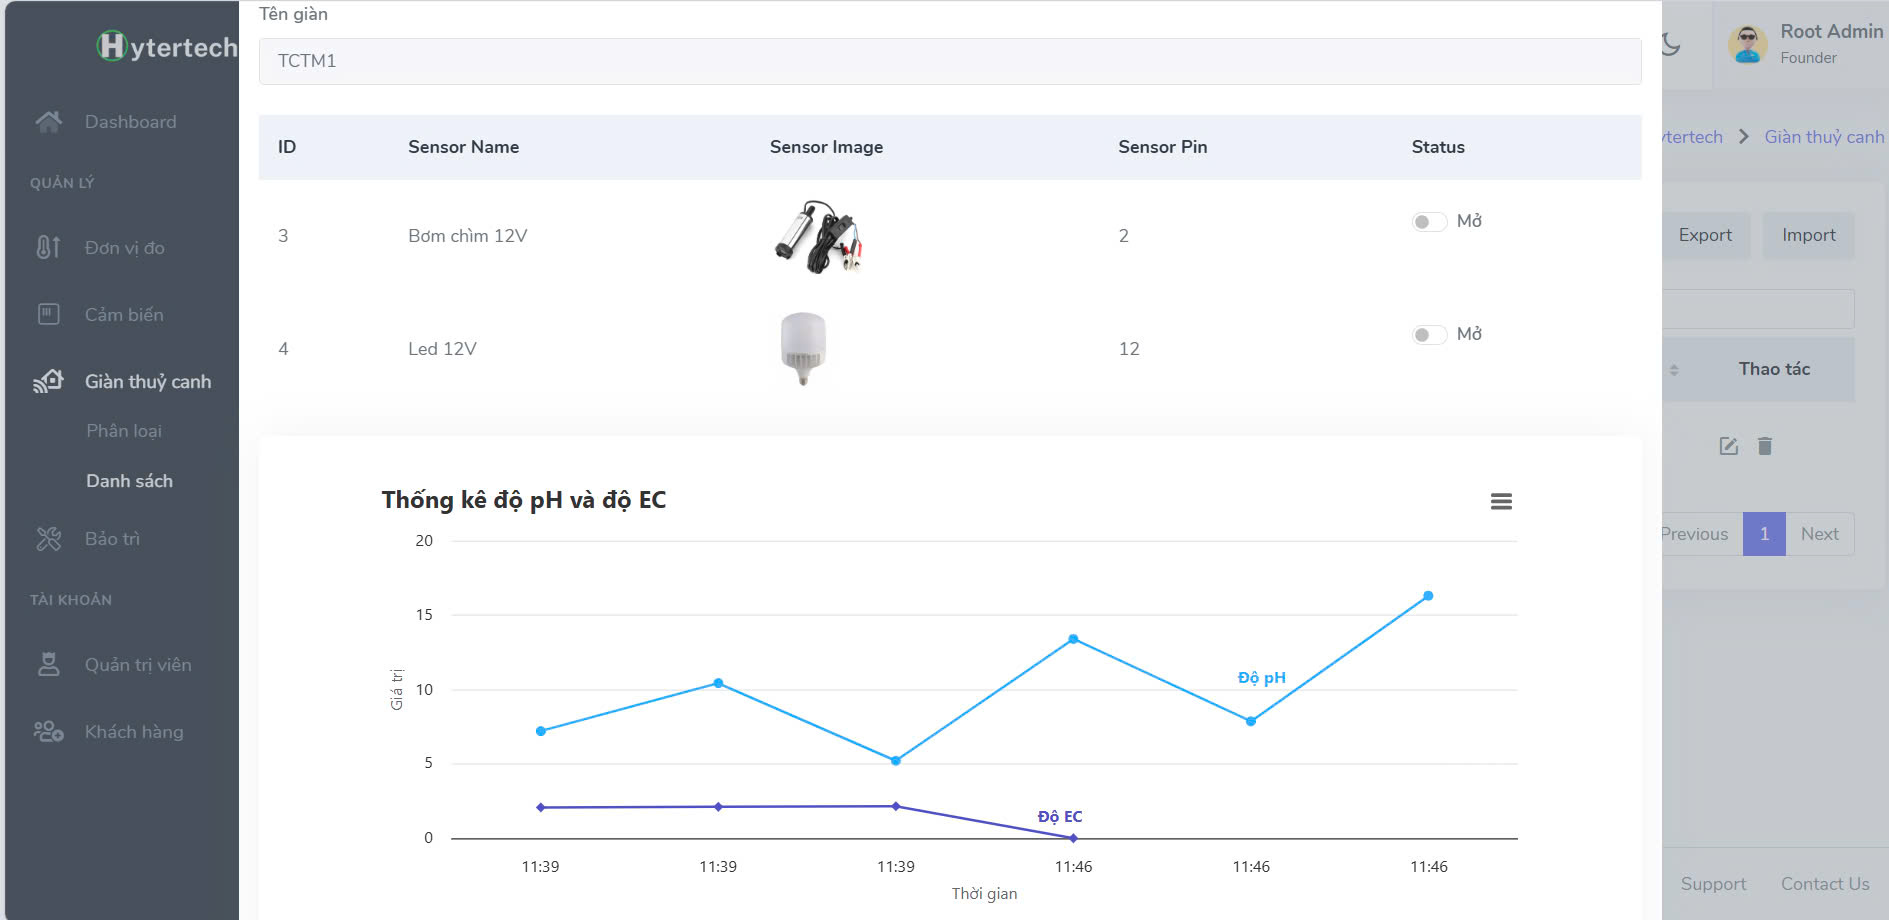 Hytertech
Dashboard
QUẢN LÝ
Đơn vị đo
Cảm biến
Giàn thuỷ canh
Phân loại
Danh sách
Bảo trì
TÀI KHOẢN
Quản trị viên
Khách hàng
Tên giàn
TCTM1
ID Sensor Name Sensor Image Sensor Pin Status
3 Bơm chìm 12V 2 Mở
4 Led 12V 12 Mở
Thống kê độ pH và độ EC
20
15
10
5
0
Giá trị
Độ pH
Độ EC
11:39 11:39 11:39 11:46 11:46 11:46
Thời gian
Root Admin
Founder
ytertech Giàn thuỷ canh
Export Import
Thao tác
Previous 1 Next
Support Contact Us